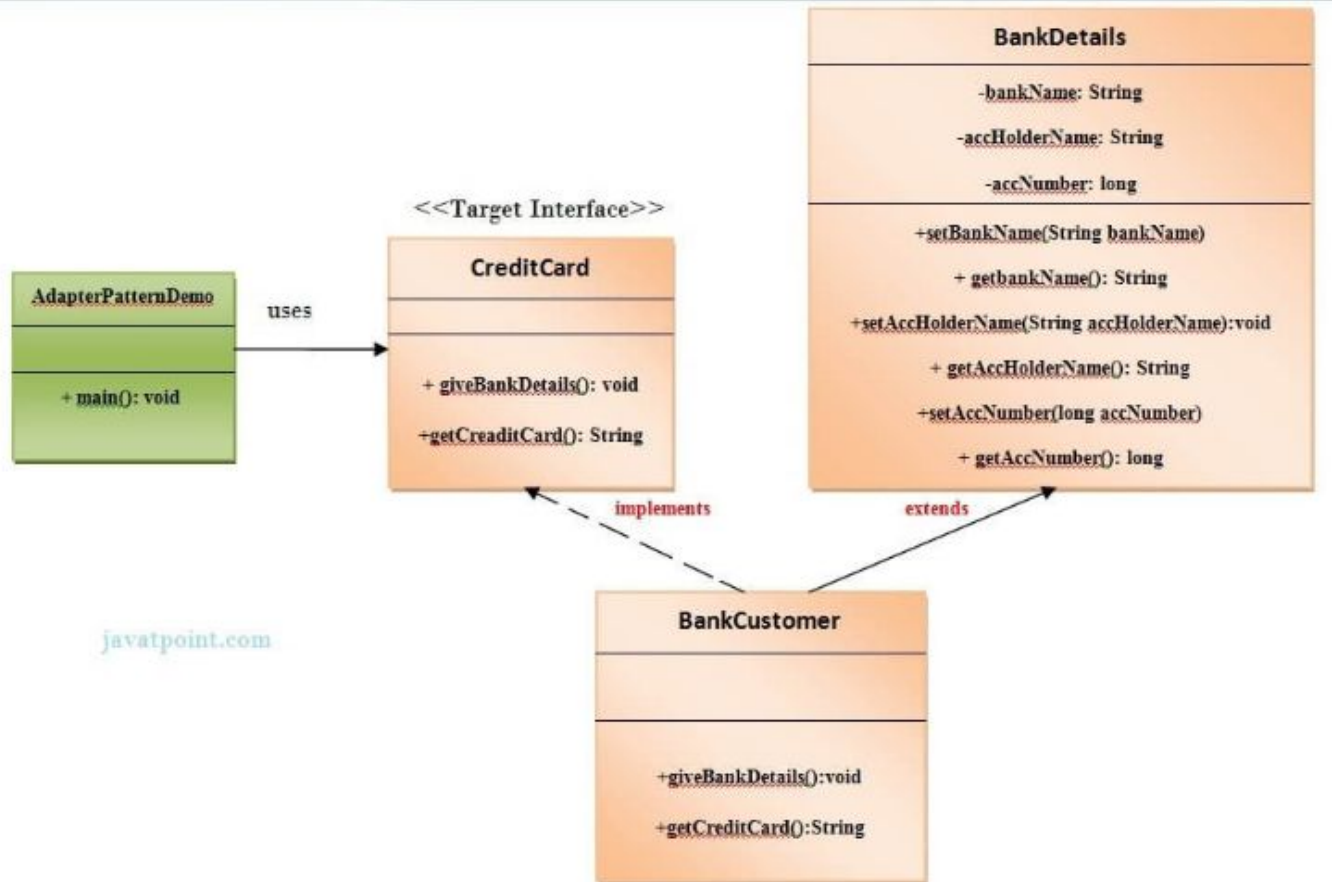 BankDetails
-bankName: String
-accHolderName: String
-accNumber: long
+setBankName(String bankName)
+ getbankName(): String
+setAccHolderName(String accHolderName):void
+ getAccHolderName(): String
+setAccNumber(long accNumber)
+ getAccNumber(): long
<<Target Interface>>
CreditCard
+ giveBankDetails(): void
+getCreaditCard(): String
AdapterPatternDemo
+ main(): void
uses
implements
extends
BankCustomer
+giveBankDetails():void
+getCreditCard():String
javatpoint.com